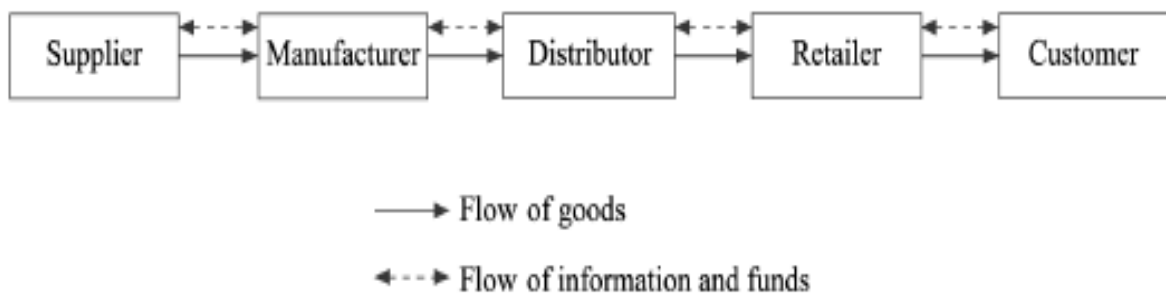 Supplier Manufacturer Distributor Retailer Customer
Flow of goods
Flow of information and funds